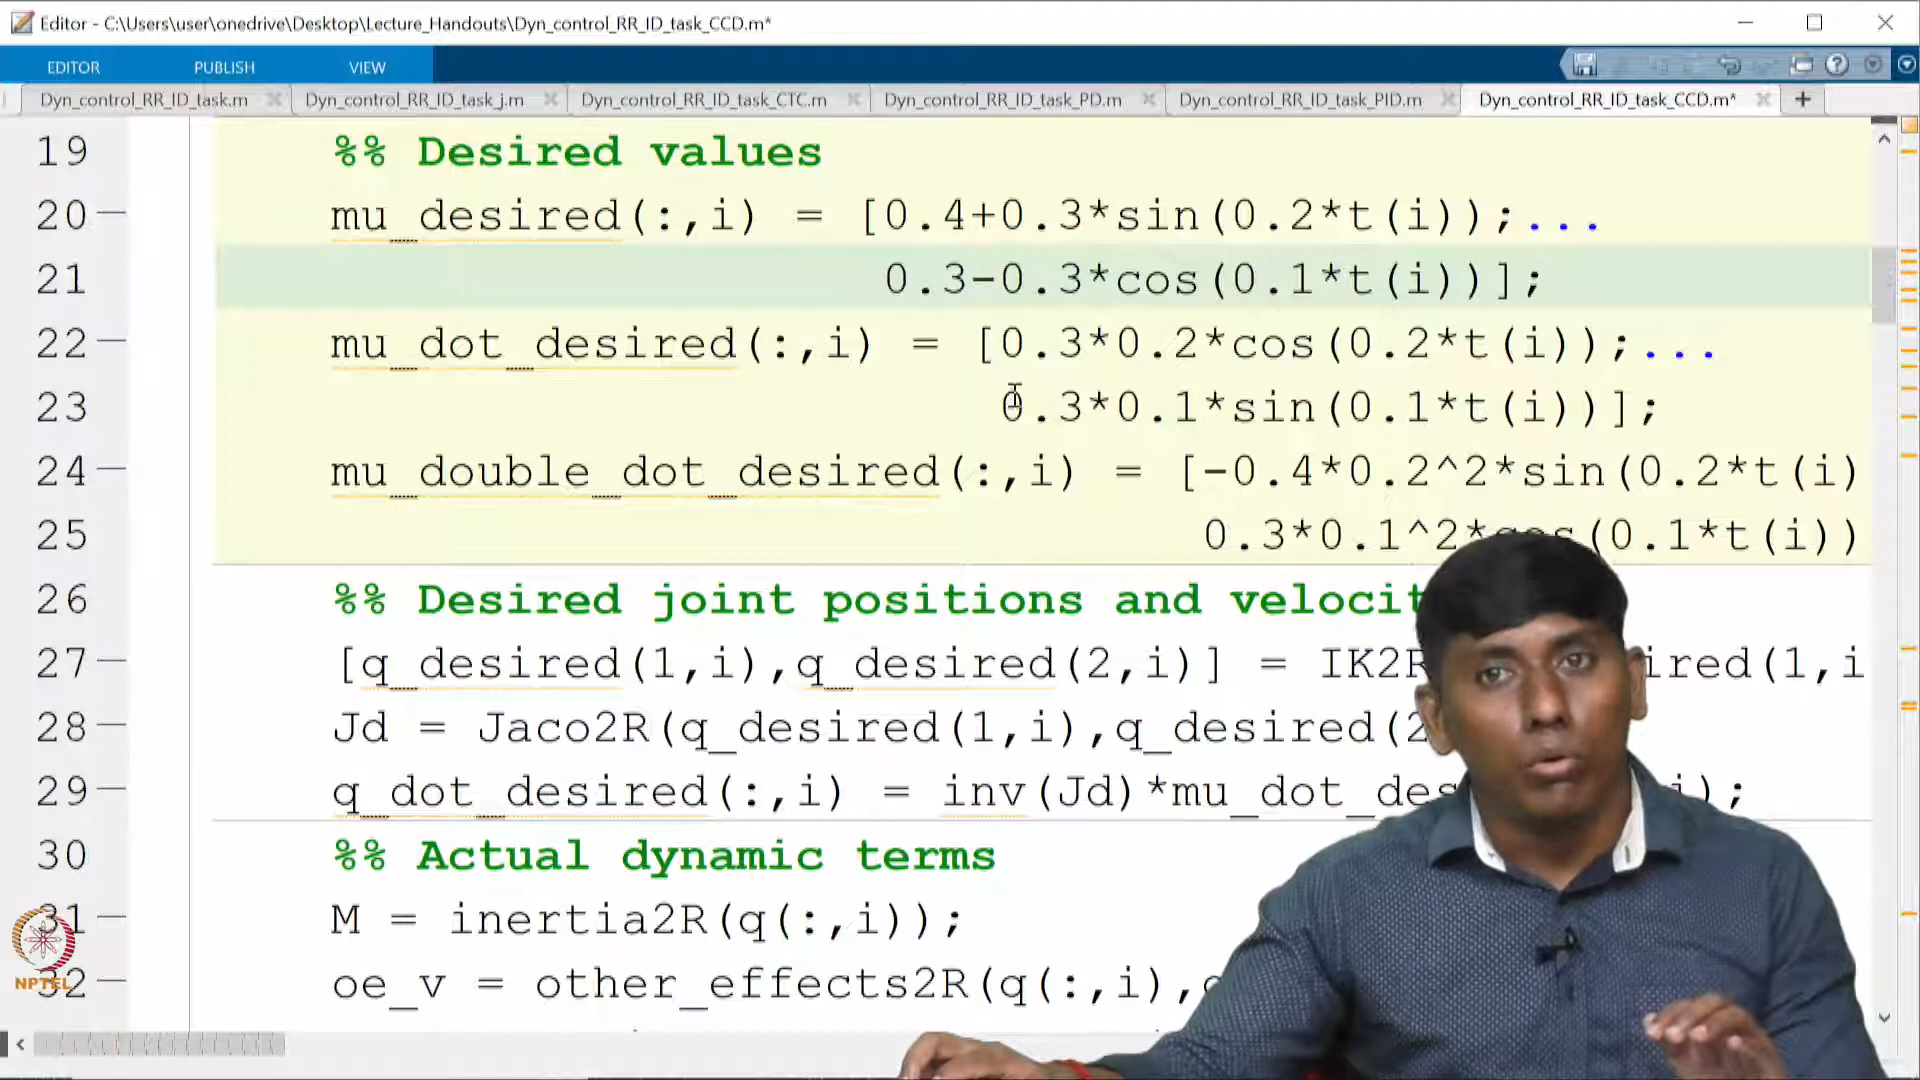 Editor - C:\Users\user\onedrive\Desktop\Lecture_Handouts\Dyn_control_RR_ID_task_CCD.m*
EDITOR PUBLISH VIEW
Dyn_control_RR_ID_task.m Dyn_control_RR_ID_task_j.m Dyn_control_RR_ID_task_CTC.m Dyn_control_RR_ID_task_PD.m Dyn_control_RR_ID_task_PID.m Dyn_control_RR_ID_task_CCD.m*
19 %% Desired values
20 mu_desired(:,i) = [0.4+0.3*sin(0.2*t(i));...
21 0.3-0.3*cos(0.1*t(i))];
22 mu_dot_desired(:,i) = [0.3*0.2*cos(0.2*t(i));...
23 0.3*0.1*sin(0.1*t(i))];
24 mu_double_dot_desired(:,i) = [-0.4*0.2^2*sin(0.2*t(i)
25 0.3*0.1^2*cos(0.1*t(i))
26 %% Desired joint positions and velocit
27 [q_desired(1,i),q_desired(2,i)] = IK2R ired(1,i
28 Jd = Jaco2R(q_desired(1,i),q_desired(2
29 q_dot_desired(:,i) = inv(Jd)*mu_dot_des i);
30 %% Actual dynamic terms
31 M = inertia2R(q(:,i));
32 oe_v = other_effects2R(q(:,i),
NPTEL